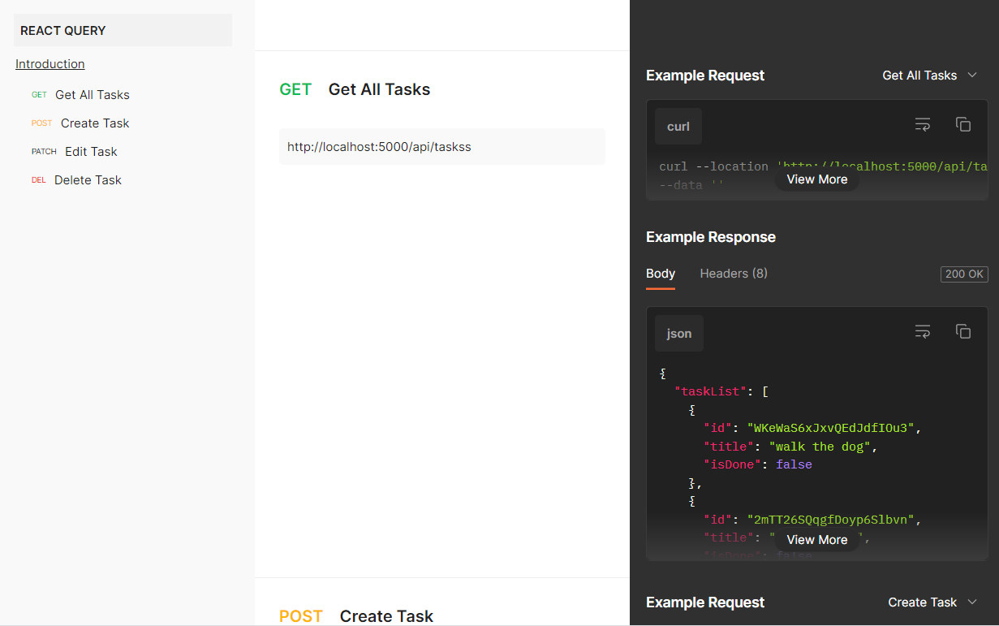 REACT QUERY
Introduction
GET Get All Tasks
POST Create Task
PATCH Edit Task
DEL Delete Task
GET Get All Tasks
http://localhost:5000/api/taskss
POST Create Task
Example Request Get All Tasks
curl
curl --location 'http://localhost:5000/api/ta
--data ''
View More
Example Response
Body Headers (8) 200 OK
json
{
"taskList": [
{
"id": "WKeWaS6xJxvQEdJdfIOu3",
"title": "walk the dog",
"isDone": false
},
{
"id": "2mTT26SQqgfDoyp6Slbvn",
"title": " ",
View More
"isDone": false
Example Request Create Task